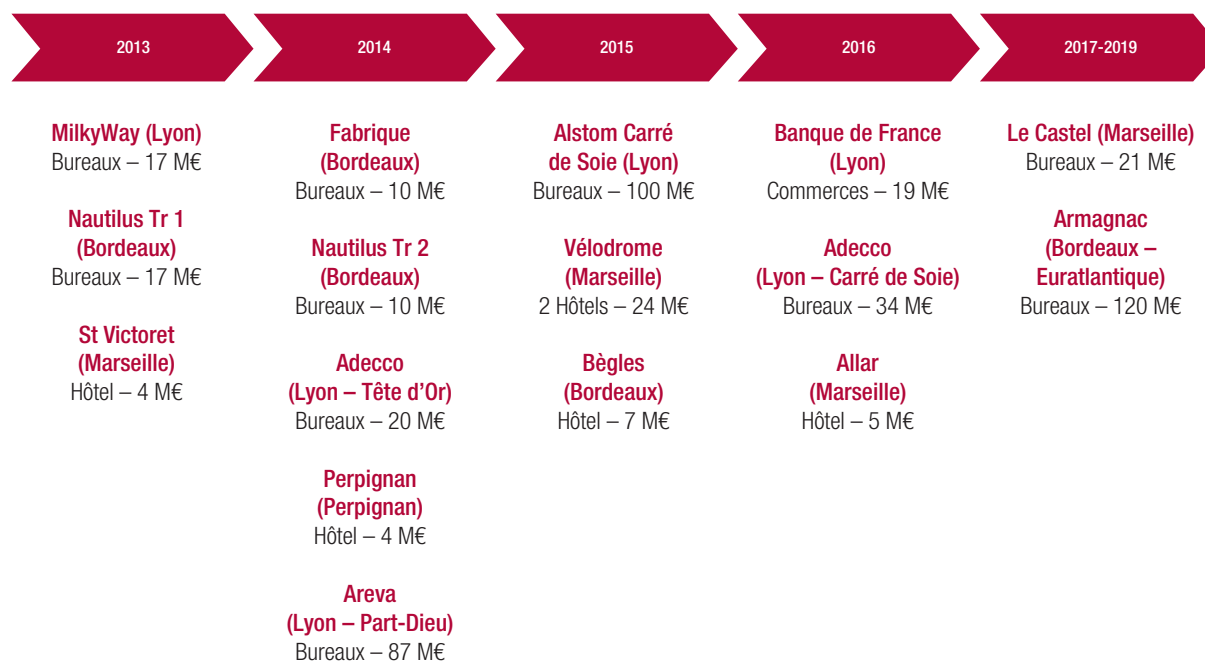 2013
2014
2015
2016
2017-2019
MilkyWay (Lyon)
Bureaux – 17 M€
Nautilus Tr 1
(Bordeaux)
Bureaux – 17 M€
St Victoret
(Marseille)
Hôtel – 4 M€
Fabrique
(Bordeaux)
Bureaux – 10 M€
Nautilus Tr 2
(Bordeaux)
Bureaux – 10 M€
Adecco
(Lyon – Tête d’Or)
Bureaux – 20 M€
Perpignan
(Perpignan)
Hôtel – 4 M€
Areva
(Lyon – Part-Dieu)
Bureaux – 87 M€
Alstom Carré
de Soie (Lyon)
Bureaux – 100 M€
Vélodrome
(Marseille)
2 Hôtels – 24 M€
Bègles
(Bordeaux)
Hôtel – 7 M€
Banque de France
(Lyon)
Commerces – 19 M€
Adecco
(Lyon – Carré de Soie)
Bureaux – 34 M€
Allar
(Marseille)
Hôtel – 5 M€
Le Castel (Marseille)
Bureaux – 21 M€
Armagnac
(Bordeaux –
Euratlantique)
Bureaux – 120 M€